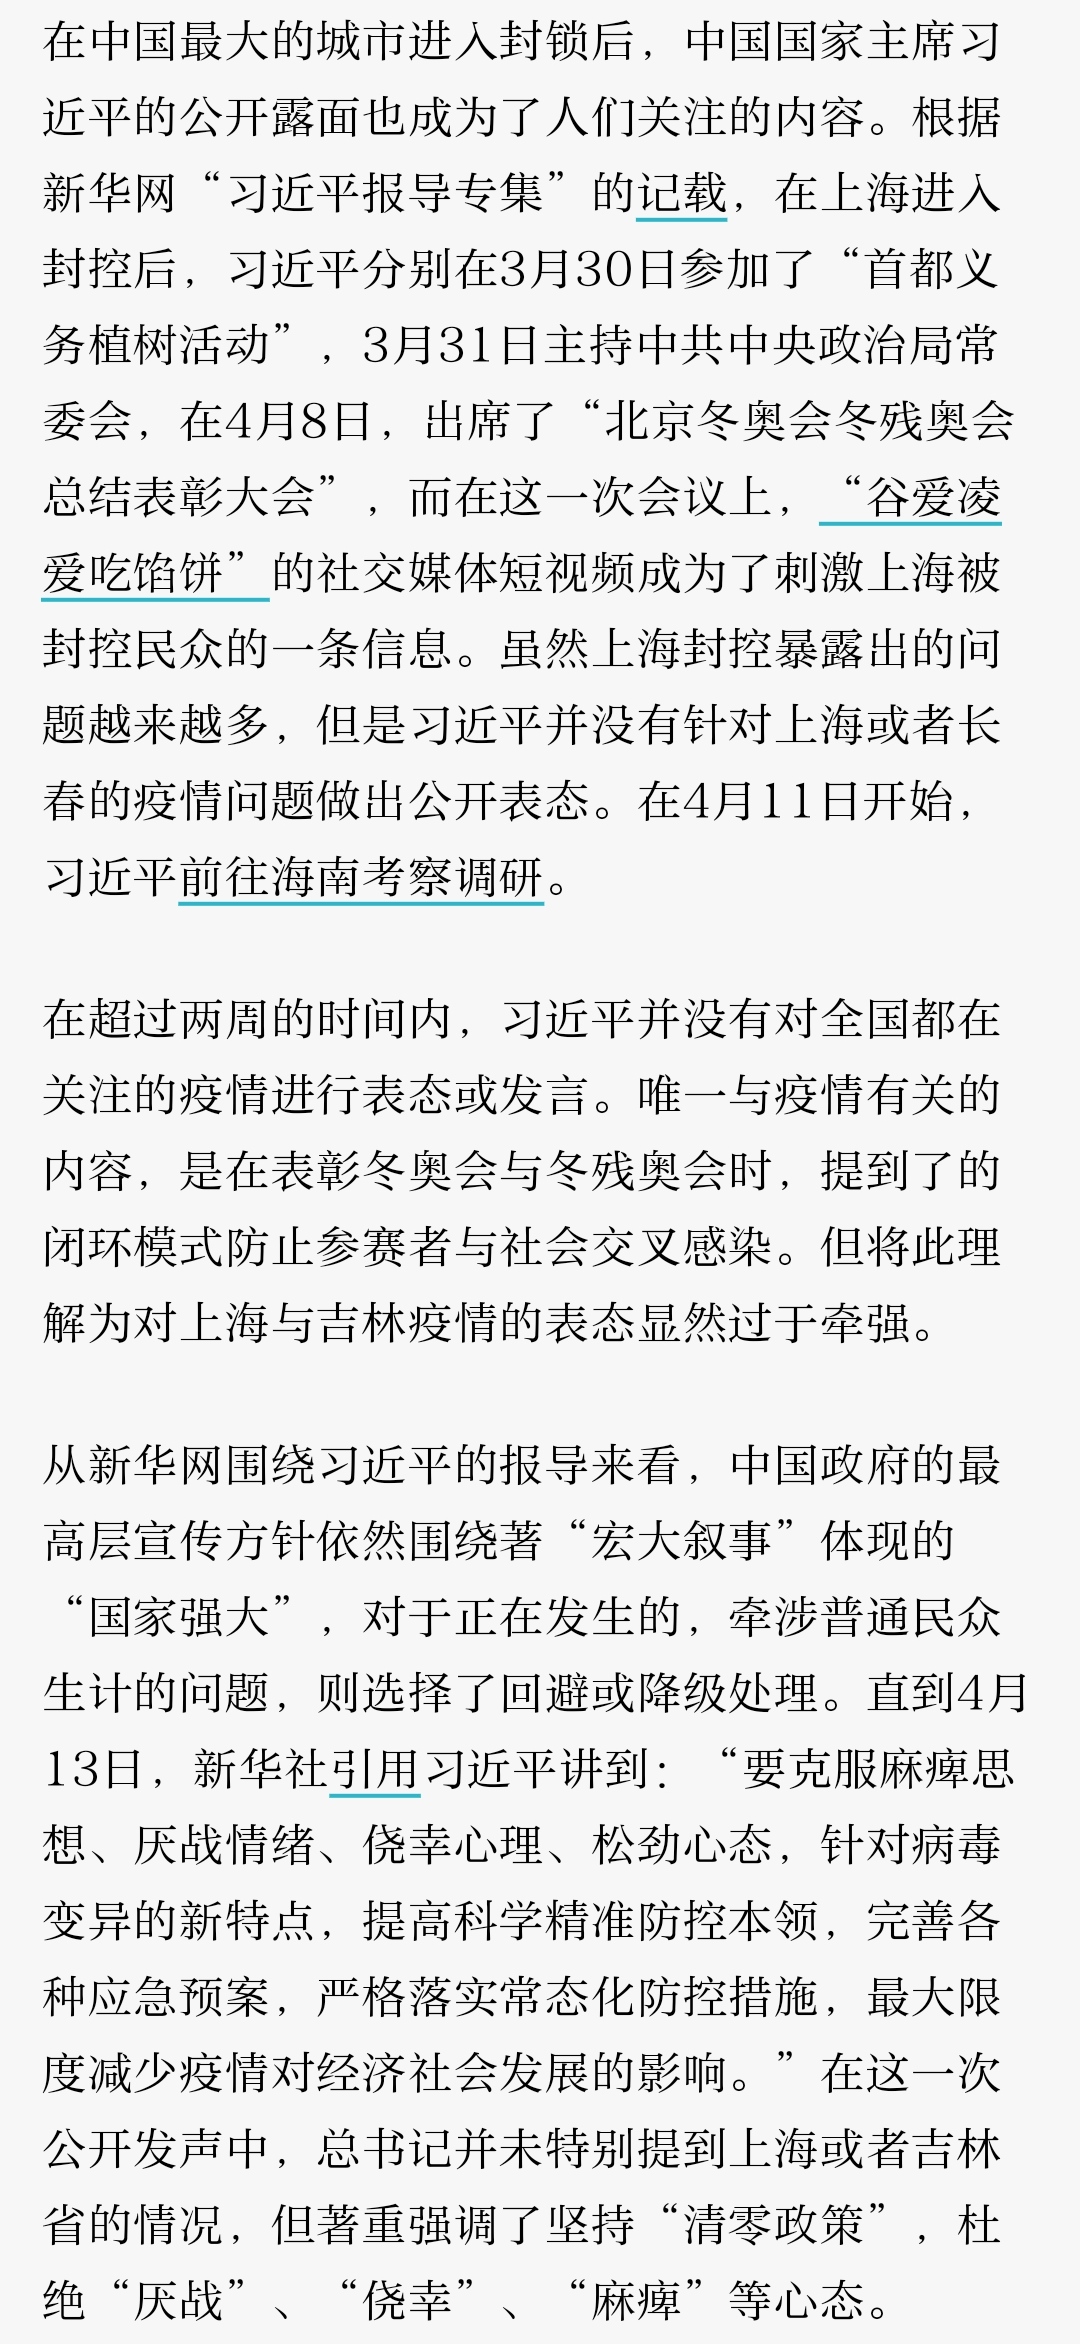 在中国最大的城市进入封锁后，中国国家主席习
近平的公开露面也成为了人们关注的内容。根据
新华网“习近平报导专集”的记载，在上海进入
封控后，习近平分别在3月30日参加了“首都义
务植树活动”，3月31日主持中共中央政治局常
委会，在4月8日，出席了“北京冬奥会冬残奥会
总结表彰大会”，而在这一次会议上，“谷爱凌
爱吃馅饼”的社交媒体短视频成为了刺激上海被
封控民众的一条信息。虽然上海封控暴露出的问
题越来越多，但是习近平并没有针对上海或者长
春的疫情问题做出公开表态。在4月11日开始，
习近平前往海南考察调研。
在超过两周的时间内，习近平并没有对全国都在
关注的疫情进行表态或发言。唯一与疫情有关的
内容，是在表彰冬奥会与冬残奥会时，提到了的
闭环模式防止参赛者与社会交叉感染。但将此理
解为对上海与吉林疫情的表态显然过于牵强。
从新华网围绕习近平的报导来看，中国政府的最
高层宣传方针依然围绕著“宏大叙事”体现的
“国家强大”，对于正在发生的，牵涉普通民众
生计的问题，则选择了回避或降级处理。直到4月
13日，新华社引用习近平讲到：“要克服麻痹思
想、厌战情绪、侥幸心理、松劲心态，针对病毒
变异的新特点，提高科学精准防控本领，完善各
种应急预案，严格落实常态化防控措施，最大限
度减少疫情对经济社会发展的影响。”在这一次
公开发声中，总书记并未特别提到上海或者吉林
省的情况，但著重强调了坚持“清零政策”，杜
绝“厌战”、“侥幸”、“麻痹”等心态。